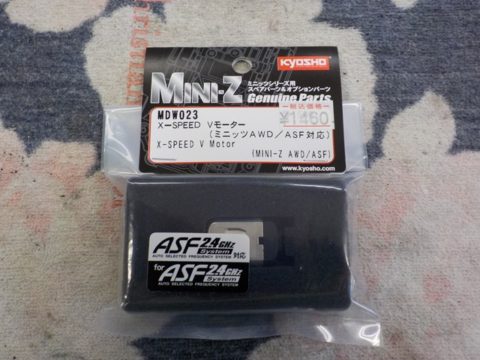 KYOSHO
MINI-Z
ミニッツシリーズ用
スペアパーツ&オプションパーツ
Genuine Parts
税込価格
¥1460
MDW023
X-SPEED Vモーター
(ミニッツAWD/ASF対応)
X-SPEED V Motor
(MINI-Z AWD/ASF)
www.kyosho.com
ASF 2.4GHz
System 対応
AUTO SELECTED FREQUENCY SYSTEM
for ASF 2.4GHz
System
AUTO SELECTED FREQUENCY SYSTEM